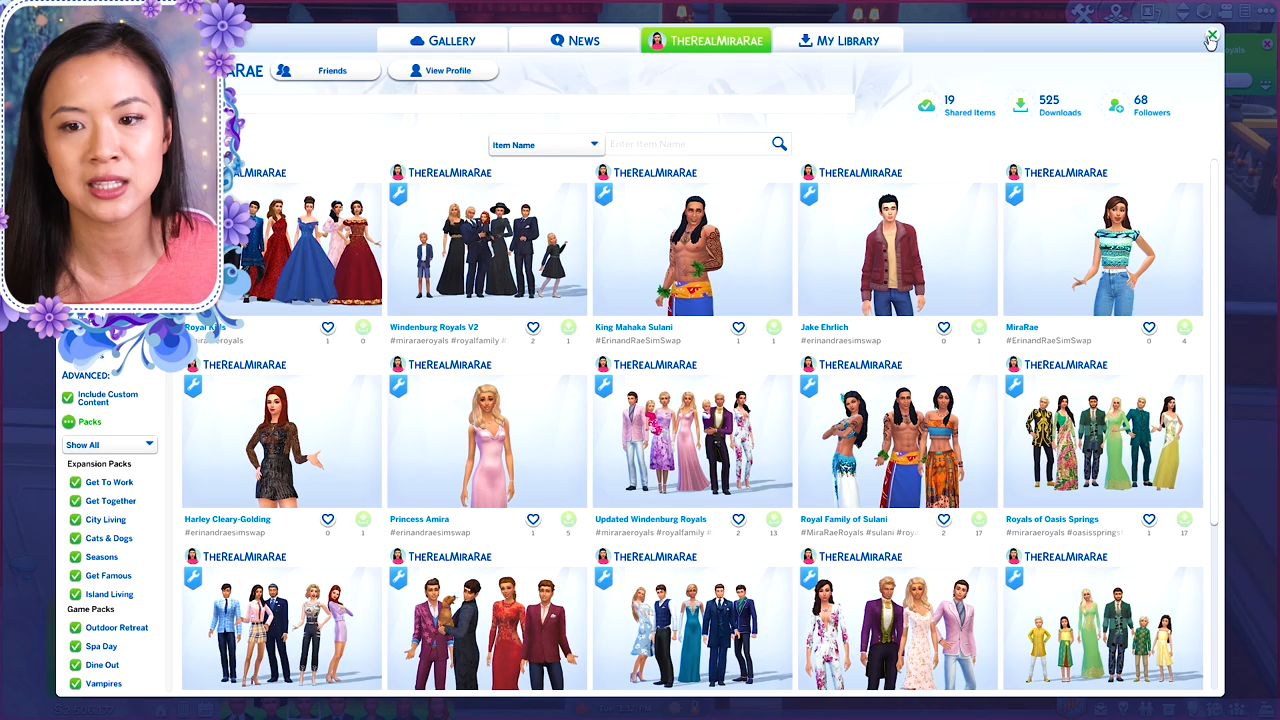 GALLERY
NEWS
THEREALMIRARAE
MY LIBRARY
RAE
Friends
View Profile
19
Shared Items
525
Downloads
68
Followers
Item Name
Enter Item Name
ALMIRARAE
THEREALMIRARAE
THEREALMIRARAE
THEREALMIRARAE
THEREALMIRARAE
Royal Kids
Windenburg Royals V2
King Mahaka Sulani
Jake Ehrlich
MiraRae
#miraraeroyals
1
0
#miraraeroyals #royalfamily #
2
1
#ErinandRaeSimSwap
1
1
#erinandraesimswap
0
1
#ErinandRaeSimSwap
0
4
THEREALMIRARAE
THEREALMIRARAE
THEREALMIRARAE
THEREALMIRARAE
THEREALMIRARAE
Harley Cleary-Golding
Princess Amira
Updated Windenburg Royals
Royal Family of Sulani
Royals of Oasis Springs
#erinandraesimswap
0
1
#erinandraesimswap
1
5
#miraraeroyals #royalfamily #
2
13
#MiraRaeRoyals #sulani #roya
2
17
#miraraeroyals #oasisspring
1
17
THEREALMIRARAE
THEREALMIRARAE
THEREALMIRARAE
THEREALMIRARAE
THEREALMIRARAE
ADVANCED:
Include Custom
Content
Packs
Show All
Expansion Packs
Get To Work
Get Together
City Living
Cats & Dogs
Seasons
Get Famous
Island Living
Game Packs
Outdoor Retreat
Spa Day
Dine Out
Vampires